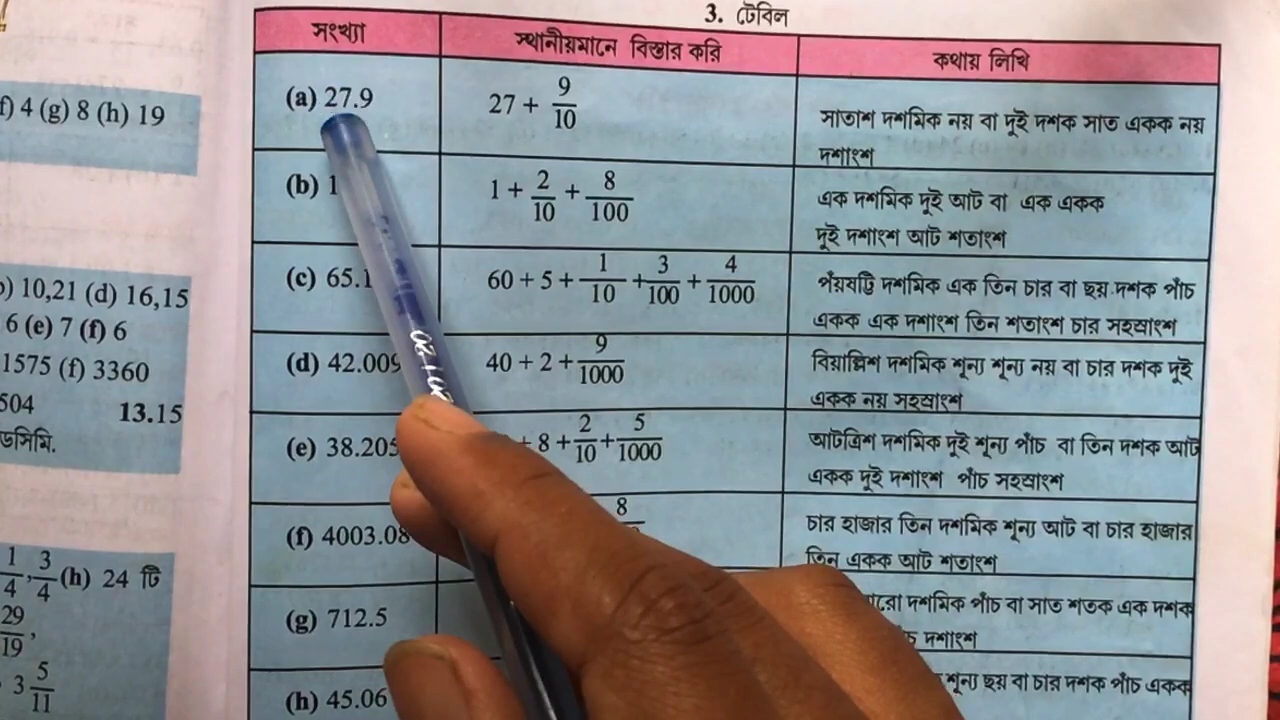 3. টেবিল
সংখ্যা স্থানীয়মানে বিস্তার করি কথায় লিখি
(a) 27.9 27 + 9/10 সাতাশ দশমিক নয় বা দুই দশক সাত একক নয়
দশাংশ
(b) 1 1 + 2/10 + 8/100 এক দশমিক দুই আট বা এক একক
দুই দশাংশ আট শতাংশ
(c) 65.1 60 + 5 + 1/10 + 3/100 + 4/1000 পঁয়ষট্টি দশমিক এক তিন চার বা ছয় দশক পাঁচ
একক এক দশাংশ তিন শতাংশ চার সহস্রাংশ
(d) 42.009 40 + 2 + 9/1000 বিয়াল্লিশ দশমিক শূন্য শূন্য নয় বা চার দশক দুই
একক নয় সহস্রাংশ
(e) 38.205 + 8 + 2/10 + 5/1000 আটত্রিশ দশমিক দুই শূন্য পাঁচ বা তিন দশক আট
একক দুই দশাংশ পাঁচ সহস্রাংশ
(f) 4003.08 8 চার হাজার তিন দশমিক শূন্য আট বা চার হাজার
তিন একক আট শতাংশ
(g) 712.5 দশমিক পাঁচ বা সাত শতক এক দশক
দশাংশ
(h) 45.06 শূন্য ছয় বা চার দশক পাঁচ একক
f) 4 (g) 8 (h) 19
) 10,21 (d) 16,15
6 (e) 7 (f) 6
1575 (f) 3360
504 13.15
ডসিমি.
1/4, 3/4 (h) 24 টি
29/19,
3 5/11